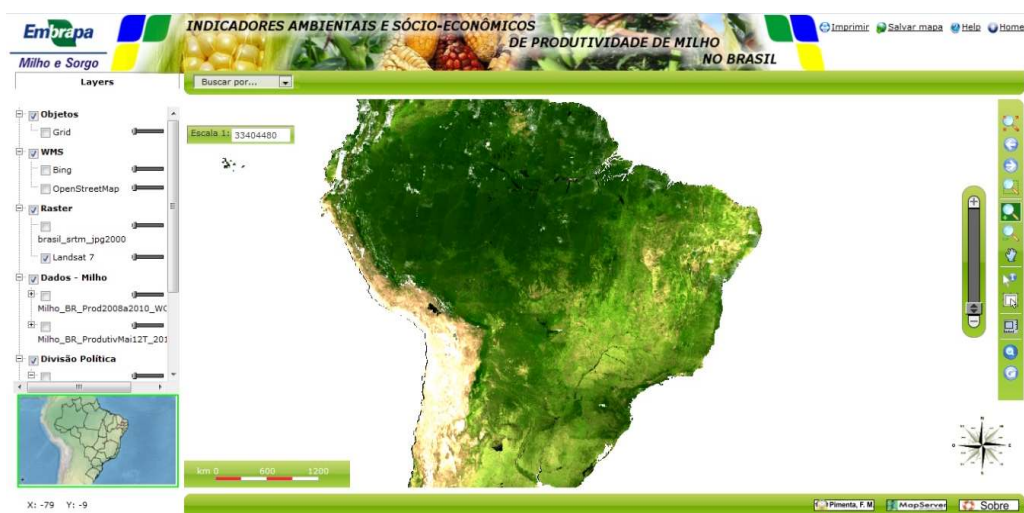 Embrapa
Milho e Sorgo
INDICADORES AMBIENTAIS E SÓCIO-ECONÔMICOS
DE PRODUTIVIDADE DE MILHO
NO BRASIL
Imprimir Salvar mapa Help Home
Layers
Buscar por...
Objetos
Grid
WMS
Bing
OpenStreetMap
Raster
brasil_srtm_jpg2000
Landsat 7
Dados - Milho
Milho_BR_Prod2008a2010_WC
Milho_BR_ProdutivMai12T_201
Divisão Política
Escala 1: 33404480
km 0 600 1200
X: -79 Y: -9
Pimenta, F. M. MapServer Sobre